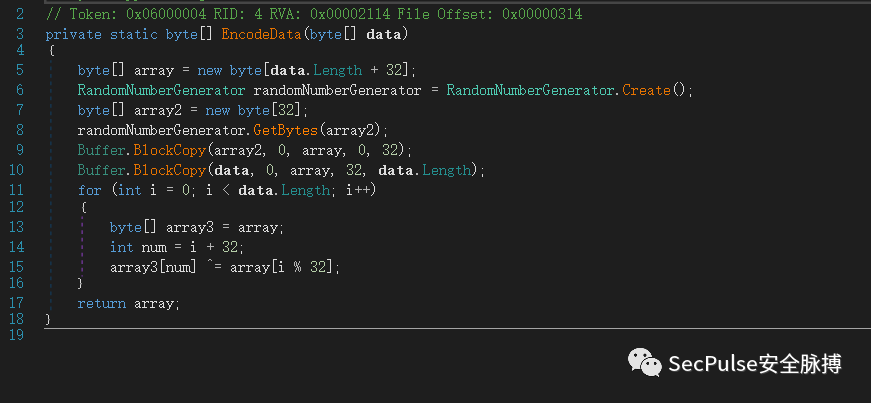 2 // Token: 0x06000004 RID: 4 RVA: 0x00002114 File Offset: 0x00000314
3 private static byte[] EncodeData(byte[] data)
4 {
5 byte[] array = new byte[data.Length + 32];
6 RandomNumberGenerator randomNumberGenerator = RandomNumberGenerator.Create();
7 byte[] array2 = new byte[32];
8 randomNumberGenerator.GetBytes(array2);
9 Buffer.BlockCopy(array2, 0, array, 0, 32);
10 Buffer.BlockCopy(data, 0, array, 32, data.Length);
11 for (int i = 0; i < data.Length; i++)
12 {
13 byte[] array3 = array;
14 int num = i + 32;
15 array3[num] ^= array[i % 32];
16 }
17 return array;
18 }
19
SecPulse安全脉搏